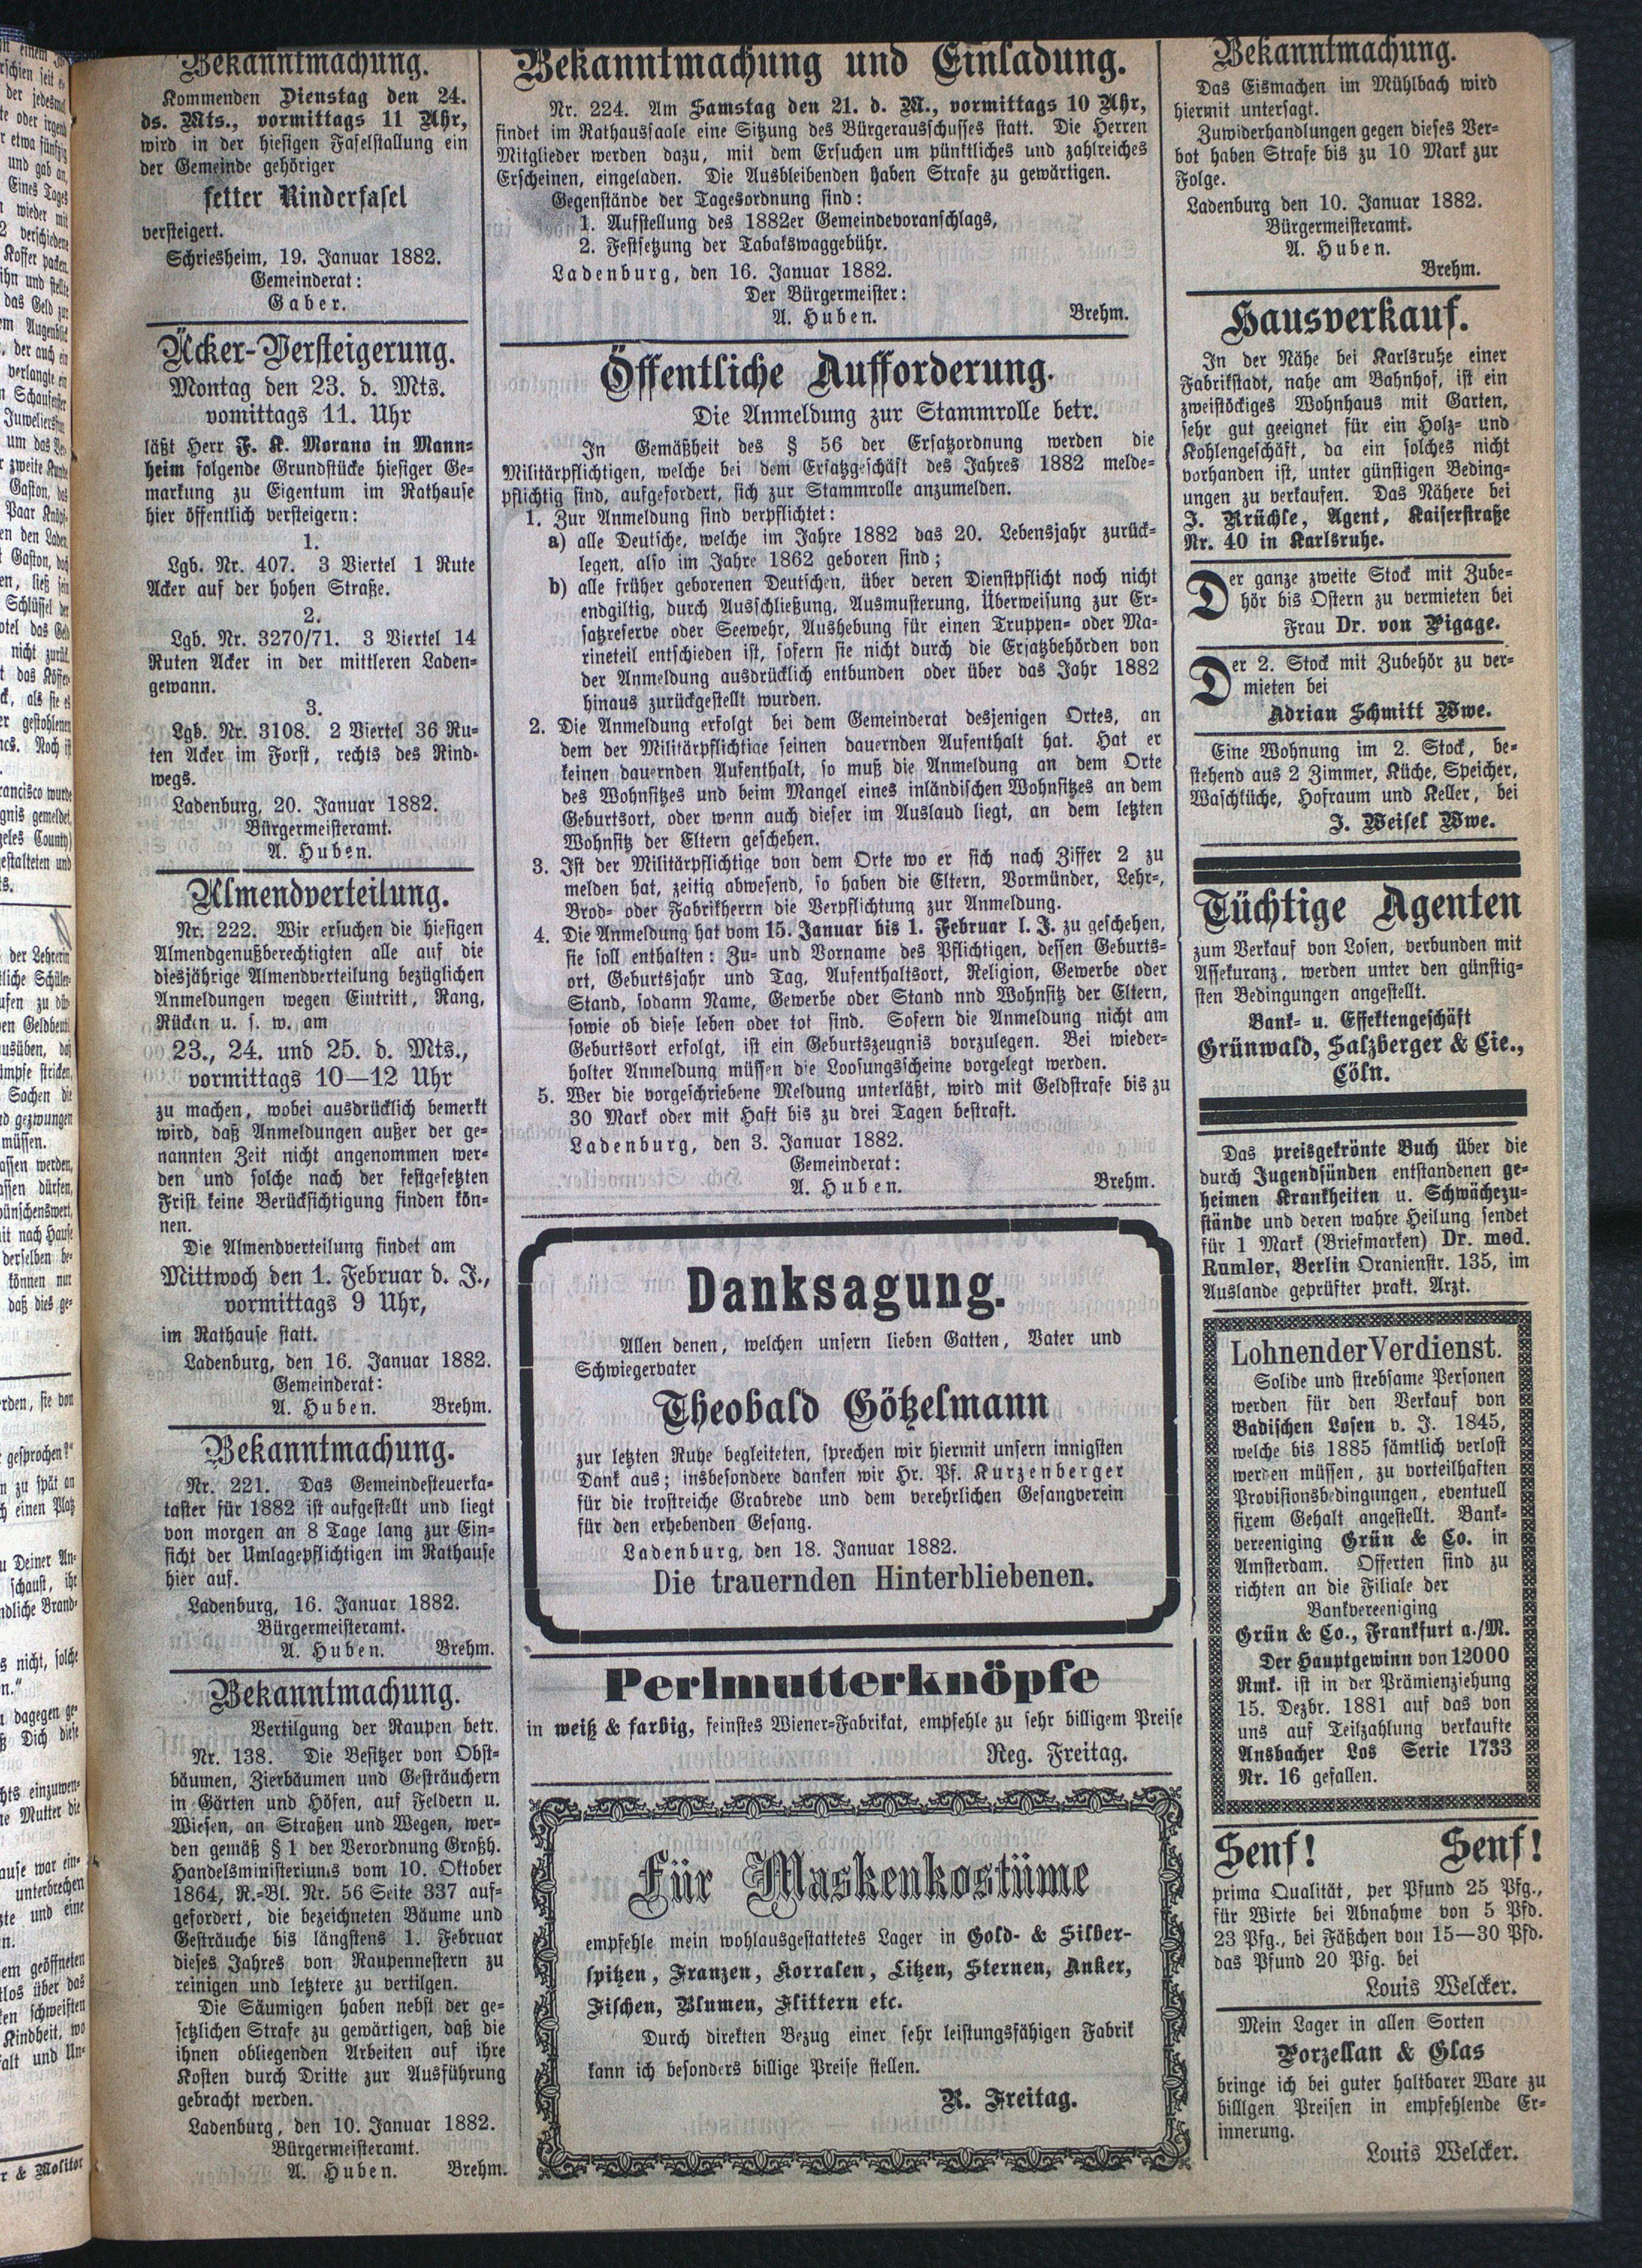 Bekanntmachung.
Kommenden Dienstag den 24.
ds. Mts., vormittags 11 Uhr,
wird in der hiesigen Faselstallung ein
der Gemeinde gehöriger
fetter Rinderfasel
versteigert.
Schriesheim, 19. Januar 1882.
Gemeinderat:
Gaber.
Äcker-Versteigerung.
Montag den 23. d. Mts.
vomittags 11. Uhr
läßt Herr F. K. Morano in Mann-
heim folgende Grundstücke hiesiger Ge-
markung zu Eigentum im Rathause
hier öffentlich versteigern:
1.
Lgb. Nr. 407. 3 Viertel 1 Rute
Acker auf der hohen Straße.
2.
Lgb. Nr. 3270/71. 3 Viertel 14
Ruten Acker in der mittleren Laden-
gewann.
3.
Lgb. Nr. 3108. 2 Viertel 36 Ru-
ten Acker im Forst, rechts des Rind-
wegs.
Ladenburg, 20. Januar 1882.
Bürgermeisteramt.
A. Huben.
Almendverteilung.
Nr. 222. Wir ersuchen die hiesigen
Almendgenußberechtigten alle auf die
diesjährige Almendverteilung bezüglichen
Anmeldungen wegen Eintritt, Rang,
Rücken u. s. w. am
23., 24. und 25. d. Mts.,
vormittags 10—12 Uhr
zu machen, wobei ausdrücklich bemerkt
wird, daß Anmeldungen außer der ge-
nannten Zeit nicht angenommen wer-
den und solche nach der festgesetzten
Frist keine Berücksichtigung finden kön-
nen.
Die Almendverteilung findet am
Mittwoch den 1. Februar d. J.,
vormittags 9 Uhr,
im Rathause statt.
Ladenburg, den 16. Januar 1882.
Gemeinderat:
A. Huben. Brehm.
Bekanntmachung.
Nr. 221. Das Gemeindesteuerka-
taster für 1882 ist aufgestellt und liegt
von morgen an 8 Tage lang zur Ein-
sicht der Umlagepflichtigen im Rathause
hier auf.
Ladenburg, 16. Januar 1882.
Bürgermeisteramt.
A. Huben. Brehm.
Bekanntmachung.
Vertilgung der Raupen betr.
Nr. 138. Die Besitzer von Obst-
bäumen, Zierbäumen und Gesträuchern
in Gärten und Höfen, auf Feldern u.
Wiesen, an Straßen und Wegen, wer-
den gemäß § 1 der Verordnung Großh.
Handelsministeriums vom 10. Oktober
1864, R.-Bl. Nr. 56 Seite 337 auf-
gefordert, die bezeichneten Bäume und
Gesträuche bis längstens 1. Februar
dieses Jahres von Raupennestern zu
reinigen und letztere zu vertilgen.
Die Säumigen haben nebst der ge-
setzlichen Strafe zu gewärtigen, daß die
ihnen obliegenden Arbeiten auf ihre
Kosten durch Dritte zur Ausführung
gebracht werden.
Ladenburg, den 10. Januar 1882.
Bürgermeisteramt.
A. Huben. Brehm.
Bekanntmachung und Einladung.
Nr. 224. Am Samstag den 21. d. M., vormittags 10 Uhr,
findet im Rathaussaale eine Sitzung des Bürgerausschusses statt. Die Herren
Mitglieder werden dazu, mit dem Ersuchen um pünktliches und zahlreiches
Erscheinen, eingeladen. Die Ausbleibenden haben Strafe zu gewärtigen.
Gegenstände der Tagesordnung sind:
1. Aufstellung des 1882er Gemeindevoranschlags,
2. Festsetzung der Tabakswaggebühr.
Ladenburg, den 16. Januar 1882.
Der Bürgermeister:
A. Huben. Brehm.
Öffentliche Aufforderung.
Die Anmeldung zur Stammrolle betr.
In Gemäßheit des § 56 der Ersatzordnung werden die
Militärpflichtigen, welche bei dem Ersatzgeschäft des Jahres 1882 melde-
pflichtig sind, aufgefordert, sich zur Stammrolle anzumelden.
1. Zur Anmeldung sind verpflichtet:
a) alle Deutsche, welche im Jahre 1882 das 20. Lebensjahr zurück-
legen, also im Jahre 1862 geboren sind;
b) alle früher geborenen Deutschen, über deren Dienstpflicht noch nicht
endgiltig, durch Ausschließung, Ausmusterung, Überweisung zur Er-
satzreserve oder Seewehr, Aushebung für einen Truppen- oder Ma-
rineteil entschieden ist, sofern sie nicht durch die Ersatzbehörden von
der Anmeldung ausdrücklich entbunden oder über das Jahr 1882
hinaus zurückgestellt wurden.
2. Die Anmeldung erfolgt bei dem Gemeinderat desjenigen Ortes, an
dem der Militärpflichtige seinen dauernden Aufenthalt hat. Hat er
keinen dauernden Aufenthalt, so muß die Anmeldung an dem Orte
des Wohnsitzes und beim Mangel eines inländischen Wohnsitzes an dem
Geburtsort, oder wenn auch dieser im Ausland liegt, an dem letzten
Wohnsitz der Eltern geschehen.
3. Ist der Militärpflichtige von dem Orte wo er sich nach Ziffer 2 zu
melden hat, zeitig abwesend, so haben die Eltern, Vormünder, Lehr-,
Brod- oder Fabrikherrn die Verpflichtung zur Anmeldung.
4. Die Anmeldung hat vom 15. Januar bis 1. Februar l. J. zu geschehen,
sie soll enthalten: Zu- und Vorname des Pflichtigen, dessen Geburts-
ort, Geburtsjahr und Tag, Aufenthaltsort, Religion, Gewerbe oder
Stand, sodann Name, Gewerbe oder Stand nnd Wohnsitz der Eltern,
sowie ob diese leben oder tot sind. Sofern die Anmeldung nicht am
Geburtsort erfolgt, ist ein Geburtszeugnis vorzulegen. Bei wieder-
holter Anmeldung müssen die Loosungsscheine vorgelegt werden.
5. Wer die vorgeschriebene Meldung unterläßt, wird mit Geldstrafe bis zu
30 Mark oder mit Haft bis zu drei Tagen bestraft.
Ladenburg, den 3. Januar 1882.
Gemeinderat:
A. Huben. Brehm.
Danksagung.
Allen denen, welchen unsern lieben Gatten, Vater und
Schwiegervater
Theobald Götzelmann
zur letzten Ruhe begleiteten, sprechen wir hiermit unsern innigsten
Dank aus; insbesondere danken wir Hr. Pf. Kurzenberger
für die trostreiche Grabrede und dem verehrlichen Gesangverein
für den erhebenden Gesang.
Ladenburg, den 18. Januar 1882.
Die trauernden Hinterbliebenen.
Perlmutterknöpfe
in weiß & farbig, feinstes Wiener-Fabrikat, empfehle zu sehr billigem Preise
Reg. Freitag.
Für Maskenkostüme
empfehle mein wohlausgestattetes Lager in Gold- & Silber-
spitzen, Franzen, Korralen, Litzen, Sternen, Anker,
Fischen, Blumen, Flittern etc.
Durch direkten Bezug einer sehr leistungsfähigen Fabrik
kann ich besonders billige Preise stellen.
R. Freitag.
Bekanntmachung.
Das Eismachen im Mühlbach wird
hiermit untersagt.
Zuwiderhandlungen gegen dieses Ver-
bot haben Strafe bis zu 10 Mark zur
Folge.
Ladenburg den 10. Januar 1882.
Bürgermeisteramt.
A. Huben.
Brehm.
Hausverkauf.
In der Nähe bei Karlsruhe einer
Fabrikstadt, nahe am Bahnhof, ist ein
zweistöckiges Wohnhaus mit Garten,
sehr gut geeignet für ein Holz- und
Kohlengeschäft, da ein solches nicht
vorhanden ist, unter günstigen Beding-
ungen zu verkaufen. Das Nähere bei
J. Krüchle, Agent, Kaiserstraße
Nr. 40 in Karlsruhe.
Der ganze zweite Stock mit Zube-
hör bis Ostern zu vermieten bei
Frau Dr. von Pigage.
Der 2. Stock mit Zubehör zu ver-
mieten bei
Adrian Schmitt Wwe.
Eine Wohnung im 2. Stock, be-
stehend aus 2 Zimmer, Küche, Speicher,
Waschküche, Hofraum und Keller, bei
J. Weisel Wwe.
Tüchtige Agenten
zum Verkauf von Losen, verbunden mit
Assekuranz, werden unter den günstig-
sten Bedingungen angestellt.
Bank- u. Effektengeschäft
Grünwald, Salzberger & Cie.,
Cöln.
Das preisgekrönte Buch über die
durch Jugendsünden entstandenen ge-
heimen Krankheiten u. Schwächezu-
stände und deren wahre Heilung sendet
für 1 Mark (Briefmarken) Dr. med.
Rumler, Berlin Oranienstr. 135, im
Auslande geprüfter prakt. Arzt.
Lohnender Verdienst.
Solide und strebsame Personen
werden für den Verkauf von
Badischen Losen v. J. 1845,
welche bis 1885 sämtlich verlost
werden müssen, zu vorteilhaften
Provisionsbedingungen, eventuell
fixem Gehalt angestellt. Bank-
vereeniging Grün & Co. in
Amsterdam. Offerten sind zu
richten an die Filiale der
Bankvereeniging
Grün & Co., Frankfurt a./M.
Der Hauptgewinn von 12000
Rmk. ist in der Prämienziehung
15. Dezbr. 1881 auf das von
uns auf Teilzahlung verkaufte
Ansbacher Los Serie 1733
Nr. 16 gefallen.
Senf! Senf!
prima Qualität, per Pfund 25 Pfg.,
für Wirte bei Abnahme von 5 Pfd.
23 Pfg., bei Fäßchen von 15—30 Pfd.
das Pfund 20 Pfg. bei
Louis Welcker.
Mein Lager in allen Sorten
Porzellan & Glas
bringe ich bei guter haltbarer Ware zu
billlgen Preisen in empfehlende Er-
innerung.
Louis Welcker.